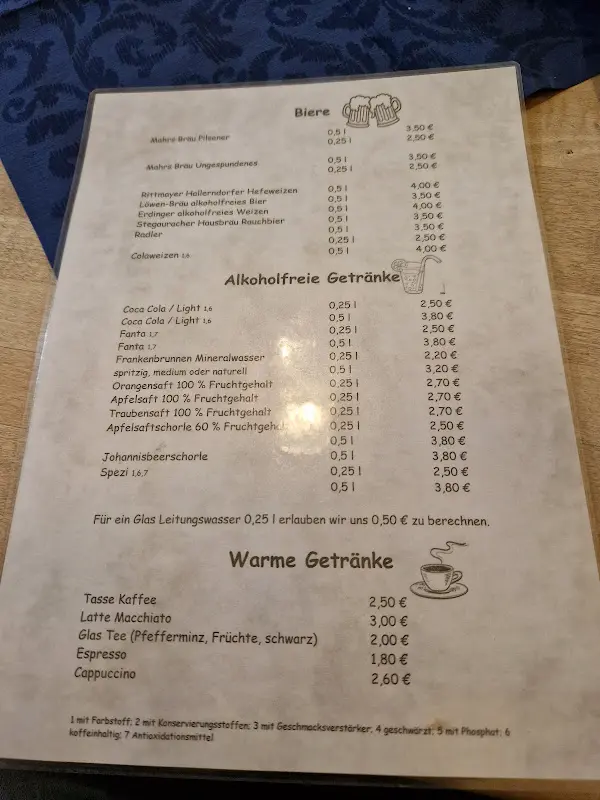 Biere
Mahrs Bräu Pilsener 0,5 l 3,50 €
0,25 l 2,50 €
Mahrs Bräu Ungespundenes 0,5 l 3,50 €
0,25 l 2,50 €
Rittmayer Hallerndorfer Hefeweizen 0,5 l 4,00 €
Löwen-Bräu alkoholfreies Bier 0,5 l 3,50 €
Erdinger alkoholfreies Weizen 0,5 l 4,00 €
Stegauracher Hausbräu Rauchbier 0,5 l 3,50 €
Radler 0,5 l 3,50 €
0,25 l 2,50 €
Colaweizen 1,6 0,5 l 4,00 €
Alkoholfreie Getränke
Coca Cola / Light 1,6 0,25 l 2,50 €
Coca Cola / Light 1,6 0,5 l 3,80 €
Fanta 1,7 0,25 l 2,50 €
Fanta 1,7 0,5 l 3,80 €
Frankenbrunnen Mineralwasser 0,25 l 2,20 €
spritzig, medium oder naturell 0,5 l 3,20 €
Orangensaft 100 % Fruchtgehalt 0,25 l 2,70 €
Apfelsaft 100 % Fruchtgehalt 0,25 l 2,70 €
Traubensaft 100 % Fruchtgehalt 0,25 l 2,70 €
Apfelsaftschorle 60 % Fruchtgehalt 0,25 l 2,50 €
0,5 l 3,80 €
Johannisbeerschorle 0,5 l 3,80 €
Spezi 1,6,7 0,25 l 2,50 €
0,5 l 3,80 €
Für ein Glas Leitungswasser 0,25 l erlauben wir uns 0,50 € zu berechnen.
Warme Getränke
Tasse Kaffee 2,50 €
Latte Macchiato 3,00 €
Glas Tee (Pfefferminz, Früchte, schwarz) 2,00 €
Espresso 1,80 €
Cappuccino 2,60 €
1 mit Farbstoff; 2 mit Konservierungsstoffen; 3 mit Geschmacksverstärker, 4 geschwärzt; 5 mit Phosphat; 6
koffeinhaltig; 7 Antioxidationsmittel